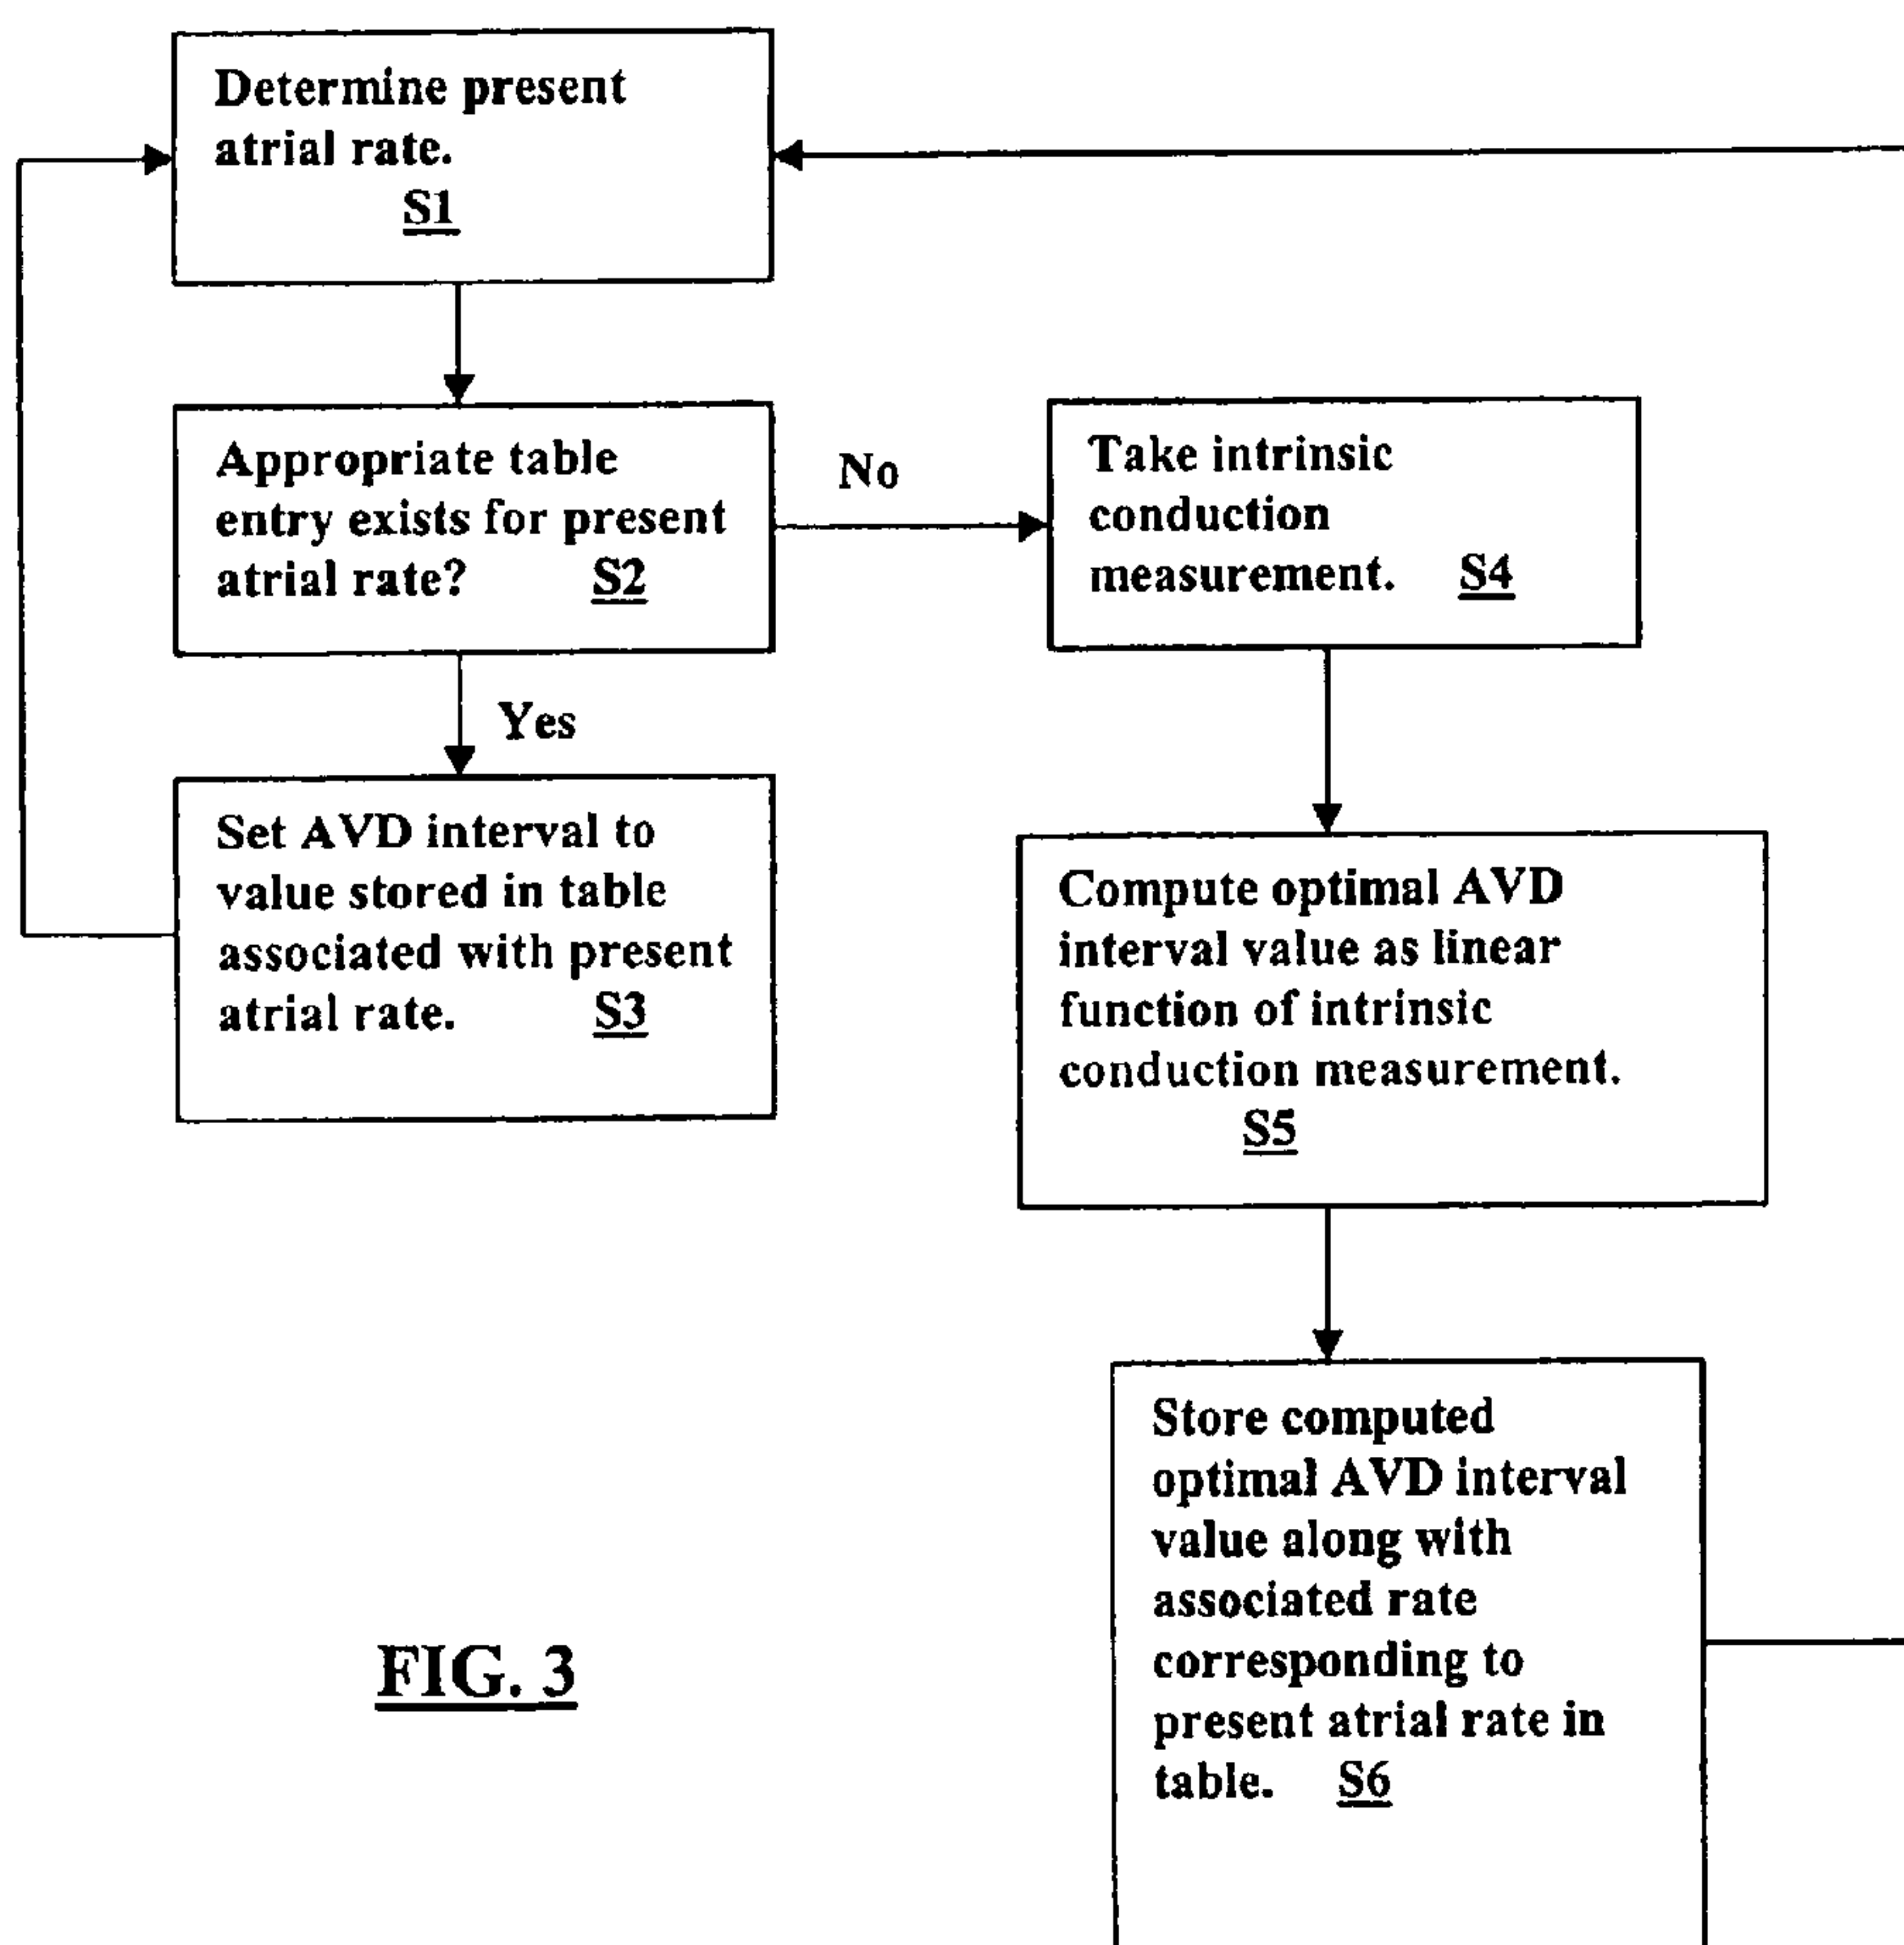 Determine present
atrial rate.
S1
Appropriate table
entry exists for present
atrial rate? S2
No
Yes
Set AVD interval to
value stored in table
associated with present
atrial rate. S3
Take intrinsic
conduction
measurement. S4
Compute optimal AVD
interval value as linear
function of intrinsic
conduction measurement.
S5
Store computed
optimal AVD interval
value along with
associated rate
corresponding to
present atrial rate in
table. S6
FIG. 3